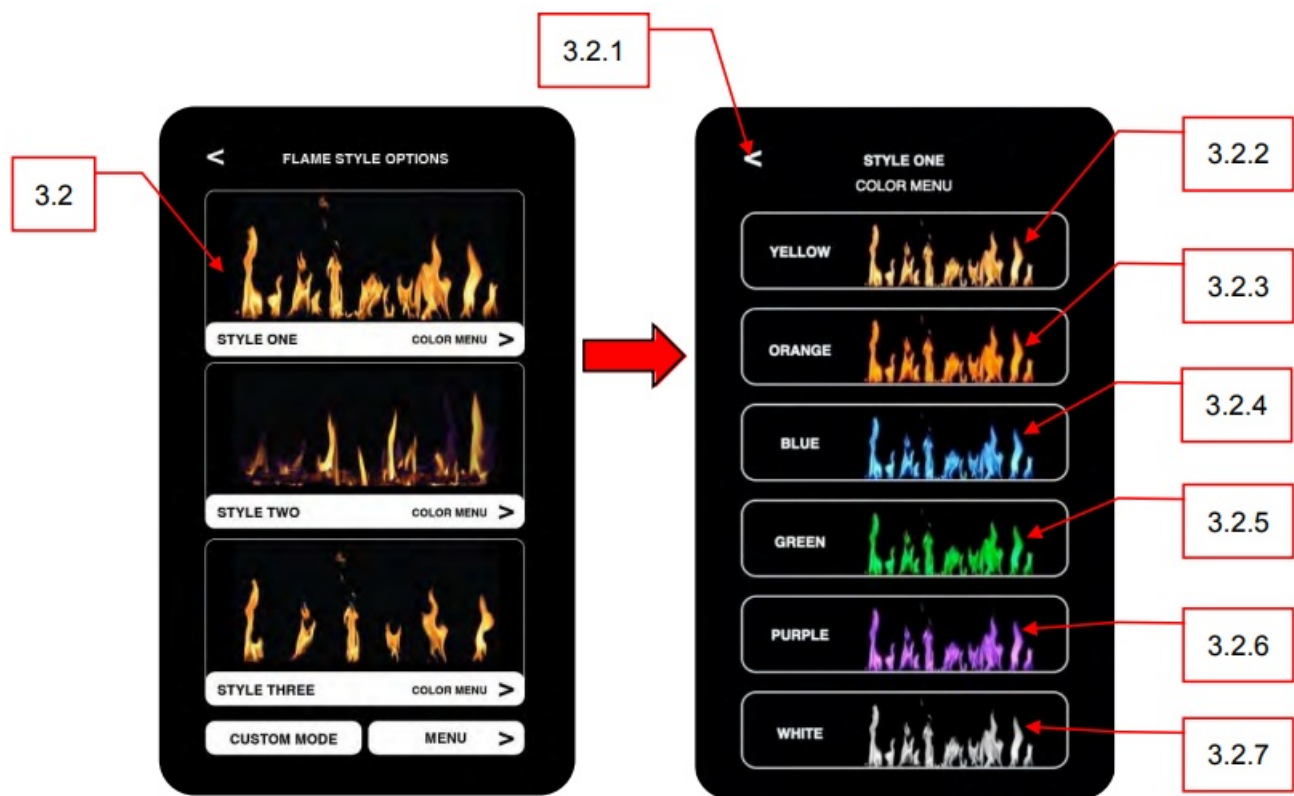 3.2.1
3.2
< FLAME STYLE OPTIONS
STYLE ONE COLOR MENU >
STYLE TWO COLOR MENU >
STYLE THREE COLOR MENU >
CUSTOM MODE MENU >
< STYLE ONE
COLOR MENU
YELLOW
ORANGE
BLUE
GREEN
PURPLE
WHITE
3.2.2
3.2.3
3.2.4
3.2.5
3.2.6
3.2.7